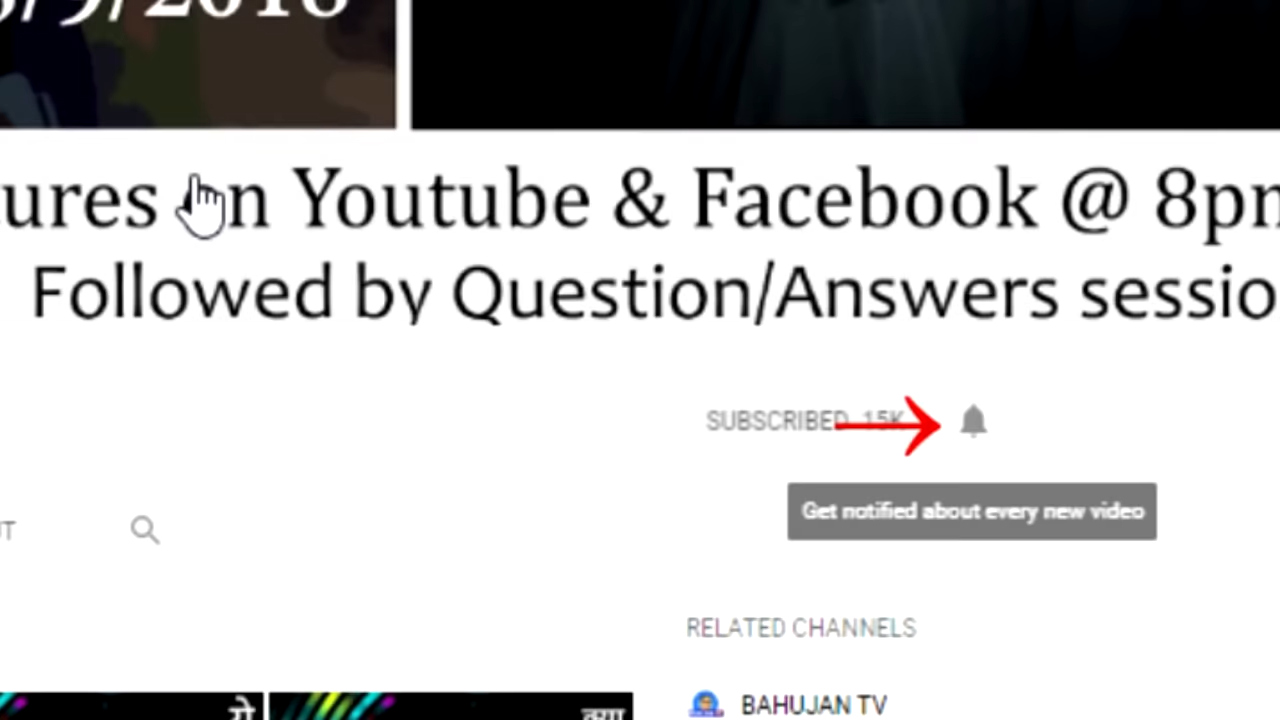 ures on Youtube & Facebook @ 8pm
Followed by Question/Answers sessio
SUBSCRIBED 15K
Get notified about every new video
RELATED CHANNELS
BAHUJAN TV
ये
क्या